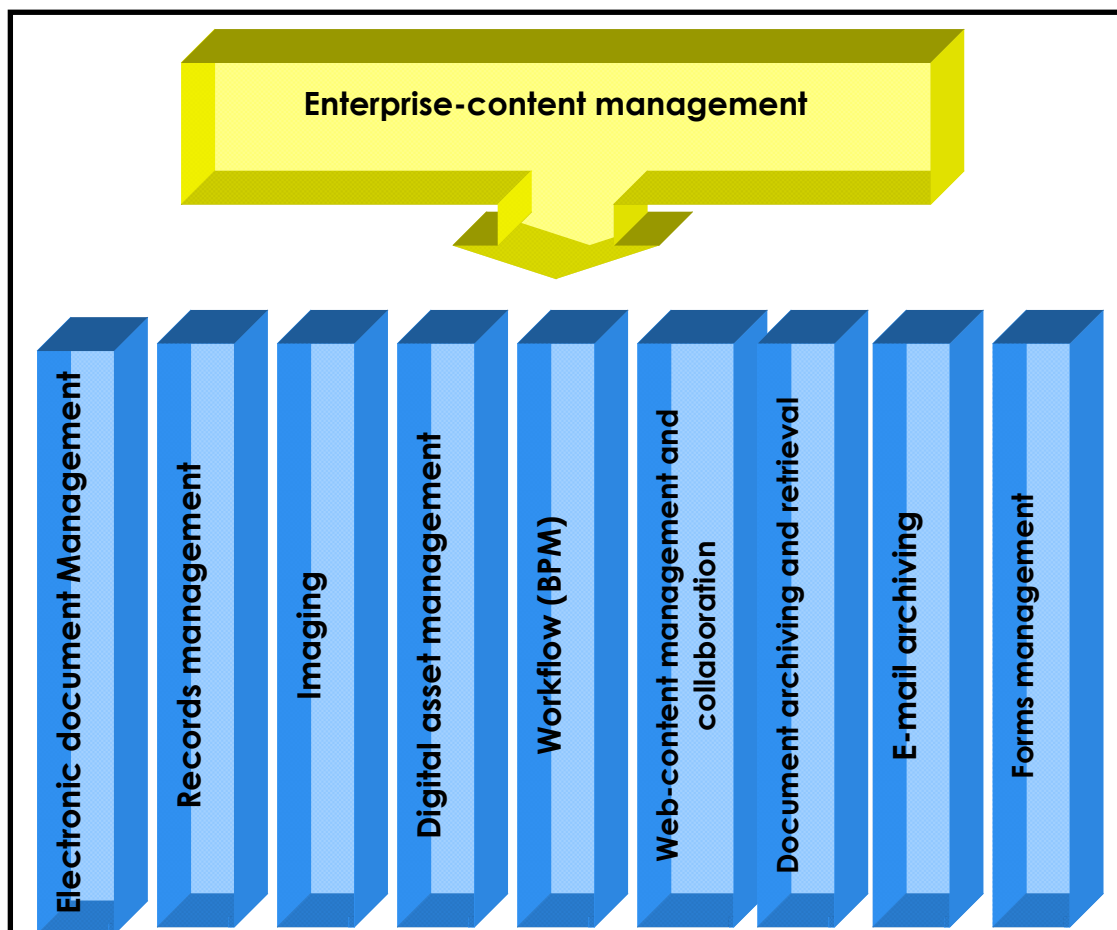 Enterprise-content management
Electronic document Management
Records management
Imaging
Digital asset management
Workflow (BPM)
Web-content management and
collaboration
Document archiving and retrieval
E-mail archiving
Forms management